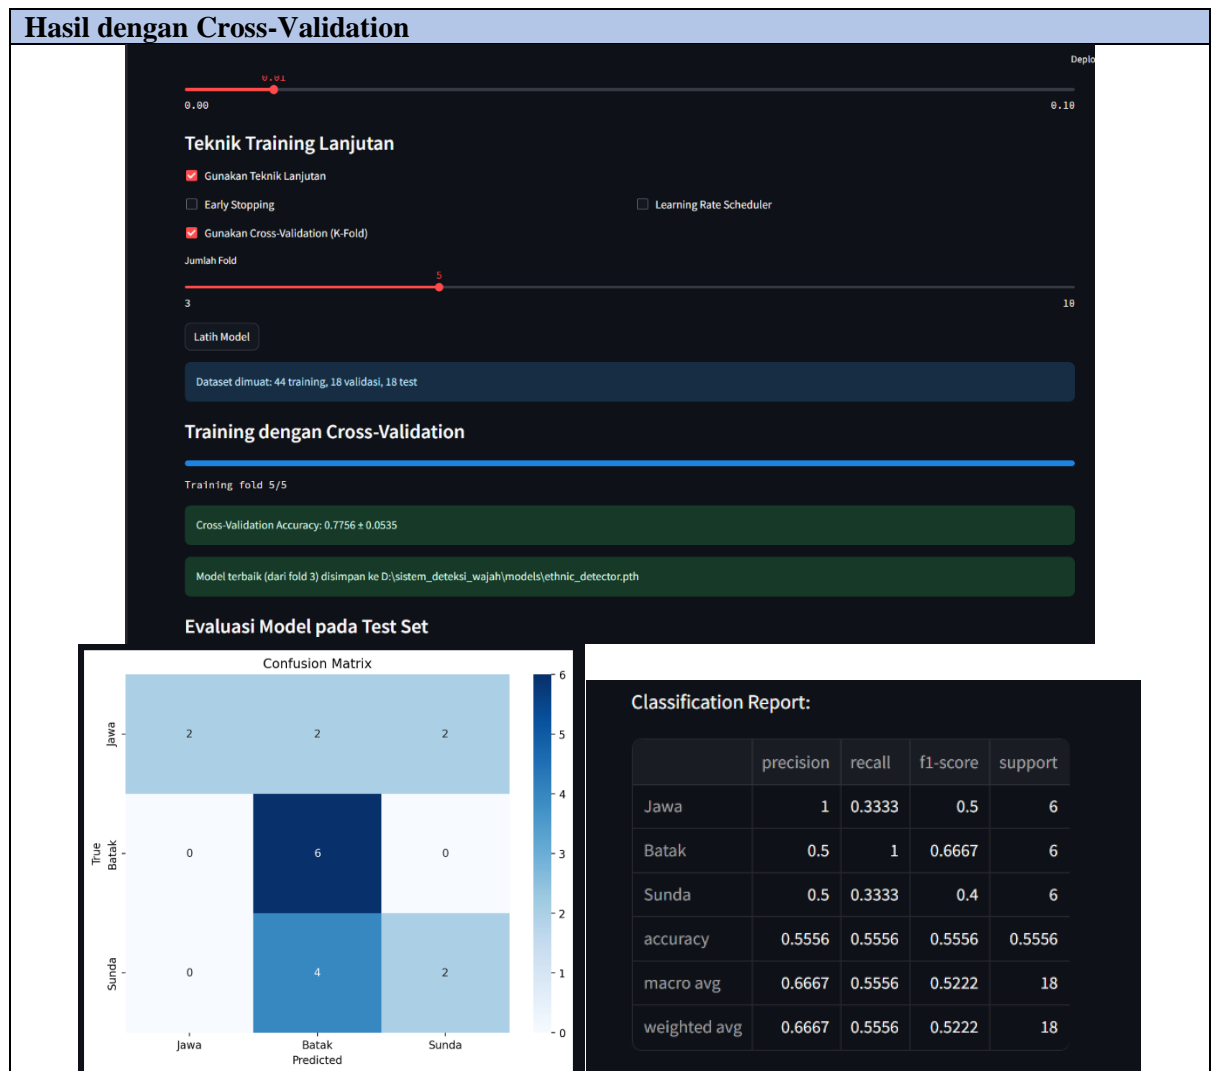 Hasil dengan Cross-Validation
Deplo
0.01
0.00 0.10
Teknik Training Lanjutan
Gunakan Teknik Lanjutan
Early Stopping Learning Rate Scheduler
Gunakan Cross-Validation (K-Fold)
Jumlah Fold
5
3 10
Latih Model
Dataset dimuat: 44 training, 18 validasi, 18 test
Training dengan Cross-Validation
Training fold 5/5
Cross-Validation Accuracy: 0.7756 ± 0.0535
Model terbaik (dari fold 3) disimpan ke D:\sistem_deteksi_wajah\models\ethnic_detector.pth
Evaluasi Model pada Test Set
Confusion Matrix
True
Jawa 2 2 2
Batak 0 6 0
Sunda 0 4 2
Jawa Batak Sunda
Predicted
6
5
4
3
2
1
0
Classification Report:
precision recall f1-score support
Jawa 1 0.3333 0.5 6
Batak 0.5 1 0.6667 6
Sunda 0.5 0.3333 0.4 6
accuracy 0.5556 0.5556 0.5556 0.5556
macro avg 0.6667 0.5556 0.5222 18
weighted avg 0.6667 0.5556 0.5222 18